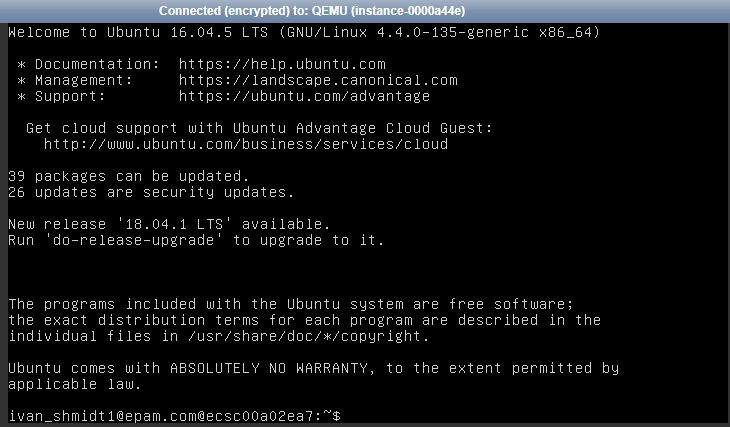 Connected (encrypted) to: QEMU (instance-0000a44e)
Welcome to Ubuntu 16.04.5 LTS (GNU/Linux 4.4.0-135-generic x86_64)
* Documentation:  https://help.ubuntu.com
* Management:     https://landscape.canonical.com
* Support:        https://ubuntu.com/advantage
Get cloud support with Ubuntu Advantage Cloud Guest:
http://www.ubuntu.com/business/services/cloud
39 packages can be updated.
26 updates are security updates.
New release '18.04.1 LTS' available.
Run 'do-release-upgrade' to upgrade to it.
The programs included with the Ubuntu system are free software;
the exact distribution terms for each program are described in the
individual files in /usr/share/doc/*/copyright.
Ubuntu comes with ABSOLUTELY NO WARRANTY, to the extent permitted by
applicable law.
ivan_shmidt1@epam.com@ecsc00a02ea7:~$